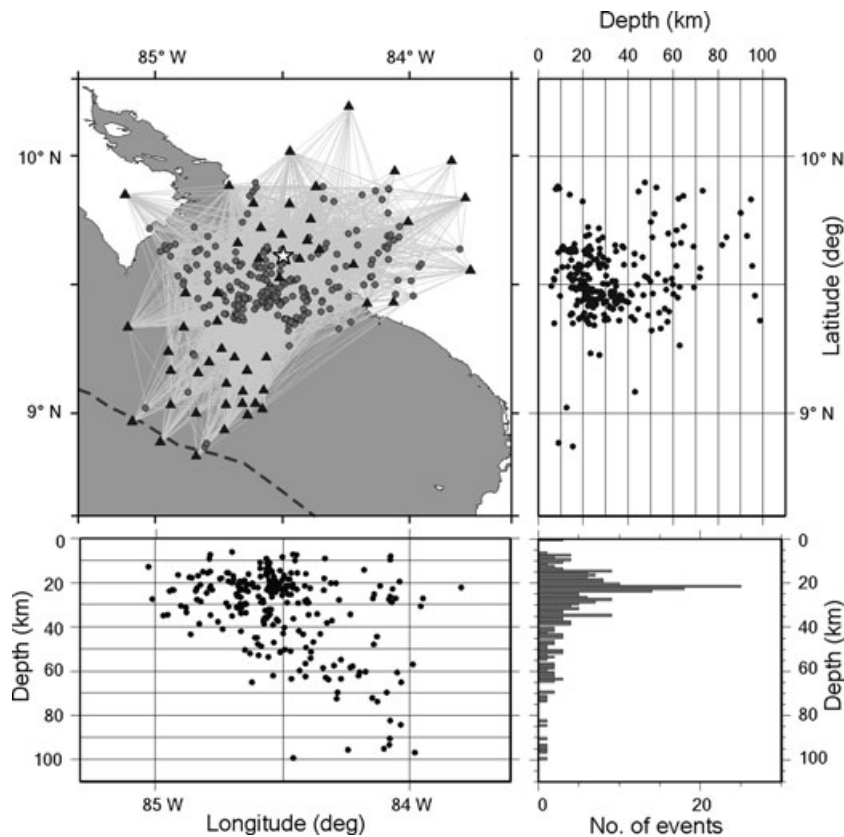 Depth (km)
85° W 84° W 0 20 40 60 80 100
10° N 10° N
Latitude (deg)
9° N 9° N
0 0
20 20
40 40
60 60
80 80
100 100
Depth (km) Depth (km)
85 W 84 W 0 20
Longitude (deg) No. of events